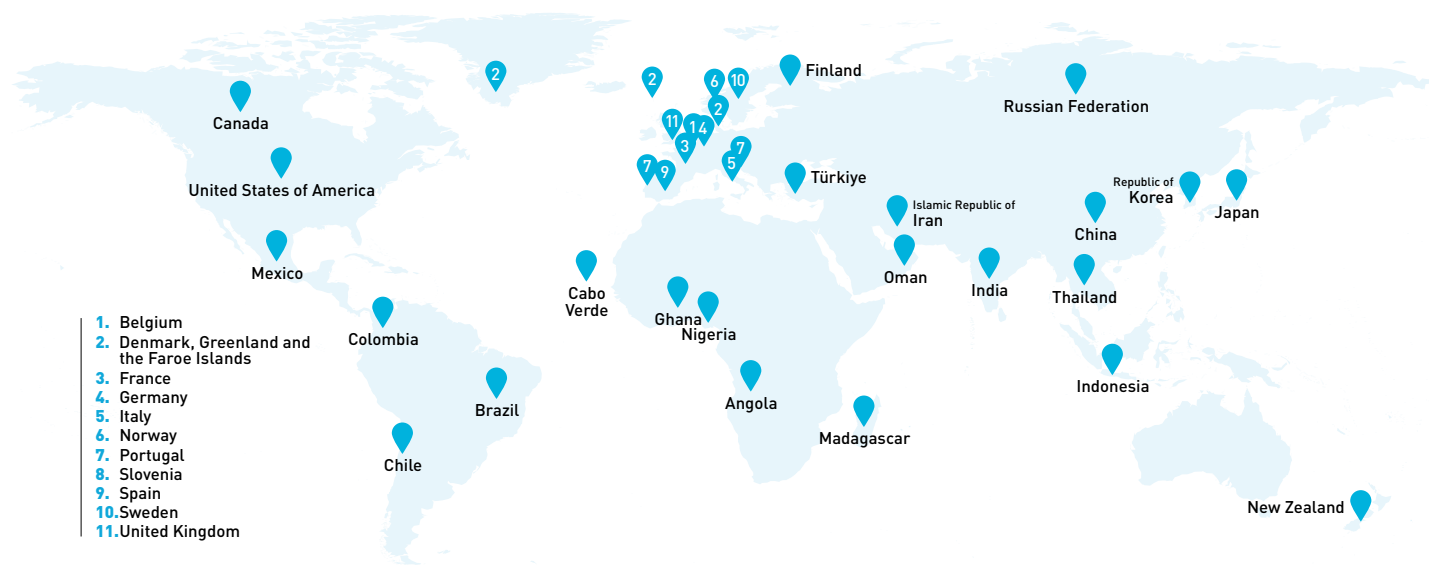 2
2
6
10
Finland
Canada
Russian Federation
2
11
1
4
3
7
7
5
9
United States of America
Türkiye
Republic of
Korea
Japan
Islamic Republic of
Iran
China
Mexico
Oman
India
Thailand
Cabo
Verde
Ghana
Nigeria
Colombia
Indonesia
Brazil
Angola
Madagascar
Chile
New Zealand
1. Belgium
2. Denmark, Greenland and
the Faroe Islands
3. France
4. Germany
5. Italy
6. Norway
7. Portugal
8. Slovenia
9. Spain
10. Sweden
11. United Kingdom